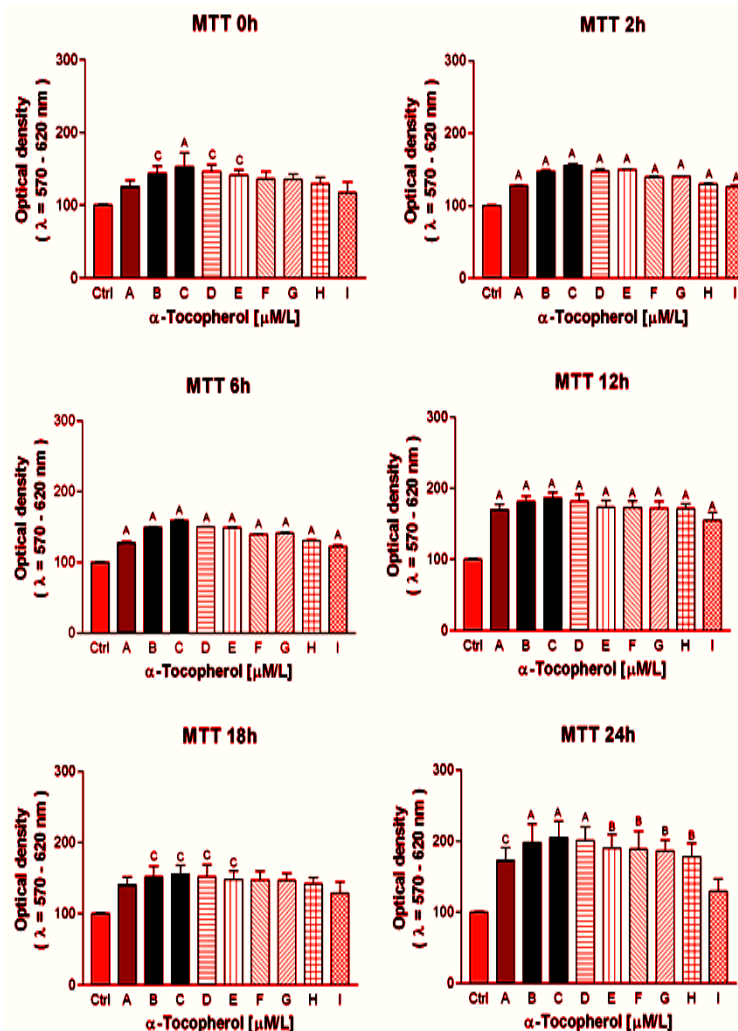 MTT 0h
Optical density
( λ = 570 - 620 nm )
300
200
100
0
C A C C
Ctrl A B C D E F G H I
α-Tocopherol [µM/L]
MTT 2h
Optical density
( λ = 570 - 620 nm )
300
200
100
0
A A A A A A A A A
Ctrl A B C D E F G H I
α-Tocopherol [µM/L]
MTT 6h
Optical density
( λ = 570 - 620 nm )
300
200
100
0
A A A A A A A A A
Ctrl A B C D E F G H I
α-Tocopherol [µM/L]
MTT 12h
Optical density
( λ = 570 - 620 nm )
300
200
100
0
A A A A A A A A A
Ctrl A B C D E F G H I
α-Tocopherol [µM/L]
MTT 18h
Optical density
( λ = 570 - 620 nm )
300
200
100
0
C C C C
Ctrl A B C D E F G H I
α-Tocopherol [µM/L]
MTT 24h
Optical density
( λ = 570 - 620 nm )
300
200
100
0
C A A A B B B B
Ctrl A B C D E F G H I
α-Tocopherol [µM/L]